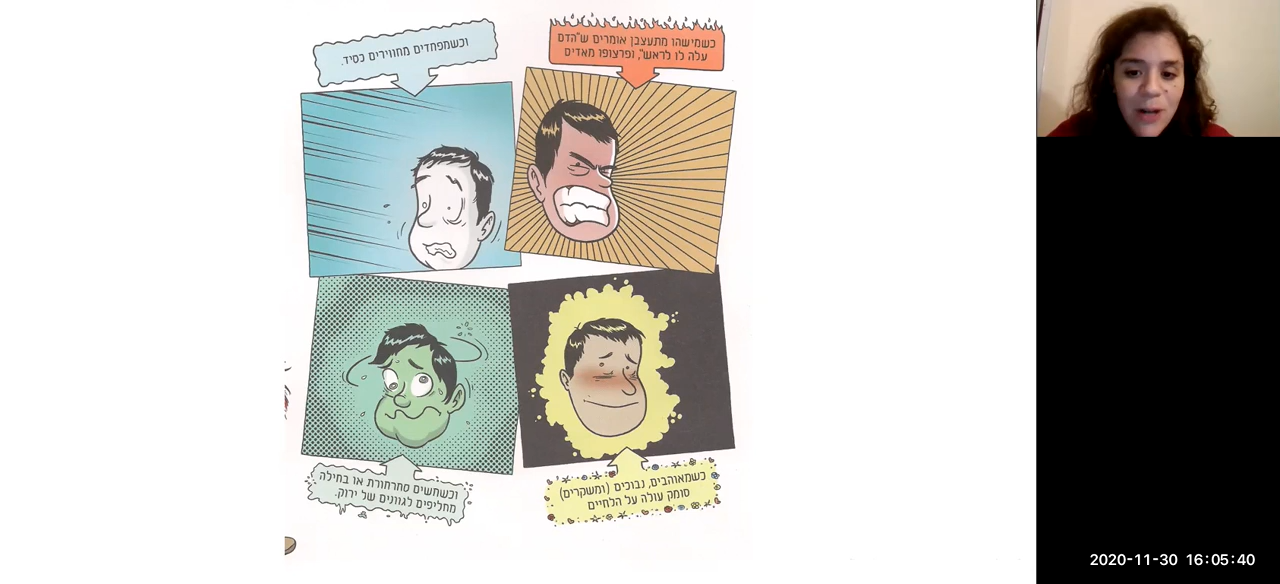 כשמישהו מתעצבן אומרים ש"הדם
עלה לו לראש", ופרצופו מאדים
וכשמפחדים מחווירים כסיד.
כשמאוהבים, נבוכים (ומשקרים)
סומק עולה על הלחיים
וכשחשים סחרחורת או בחילה
מחליפים לגוונים של ירוק.
2020-11-30 16:05:40